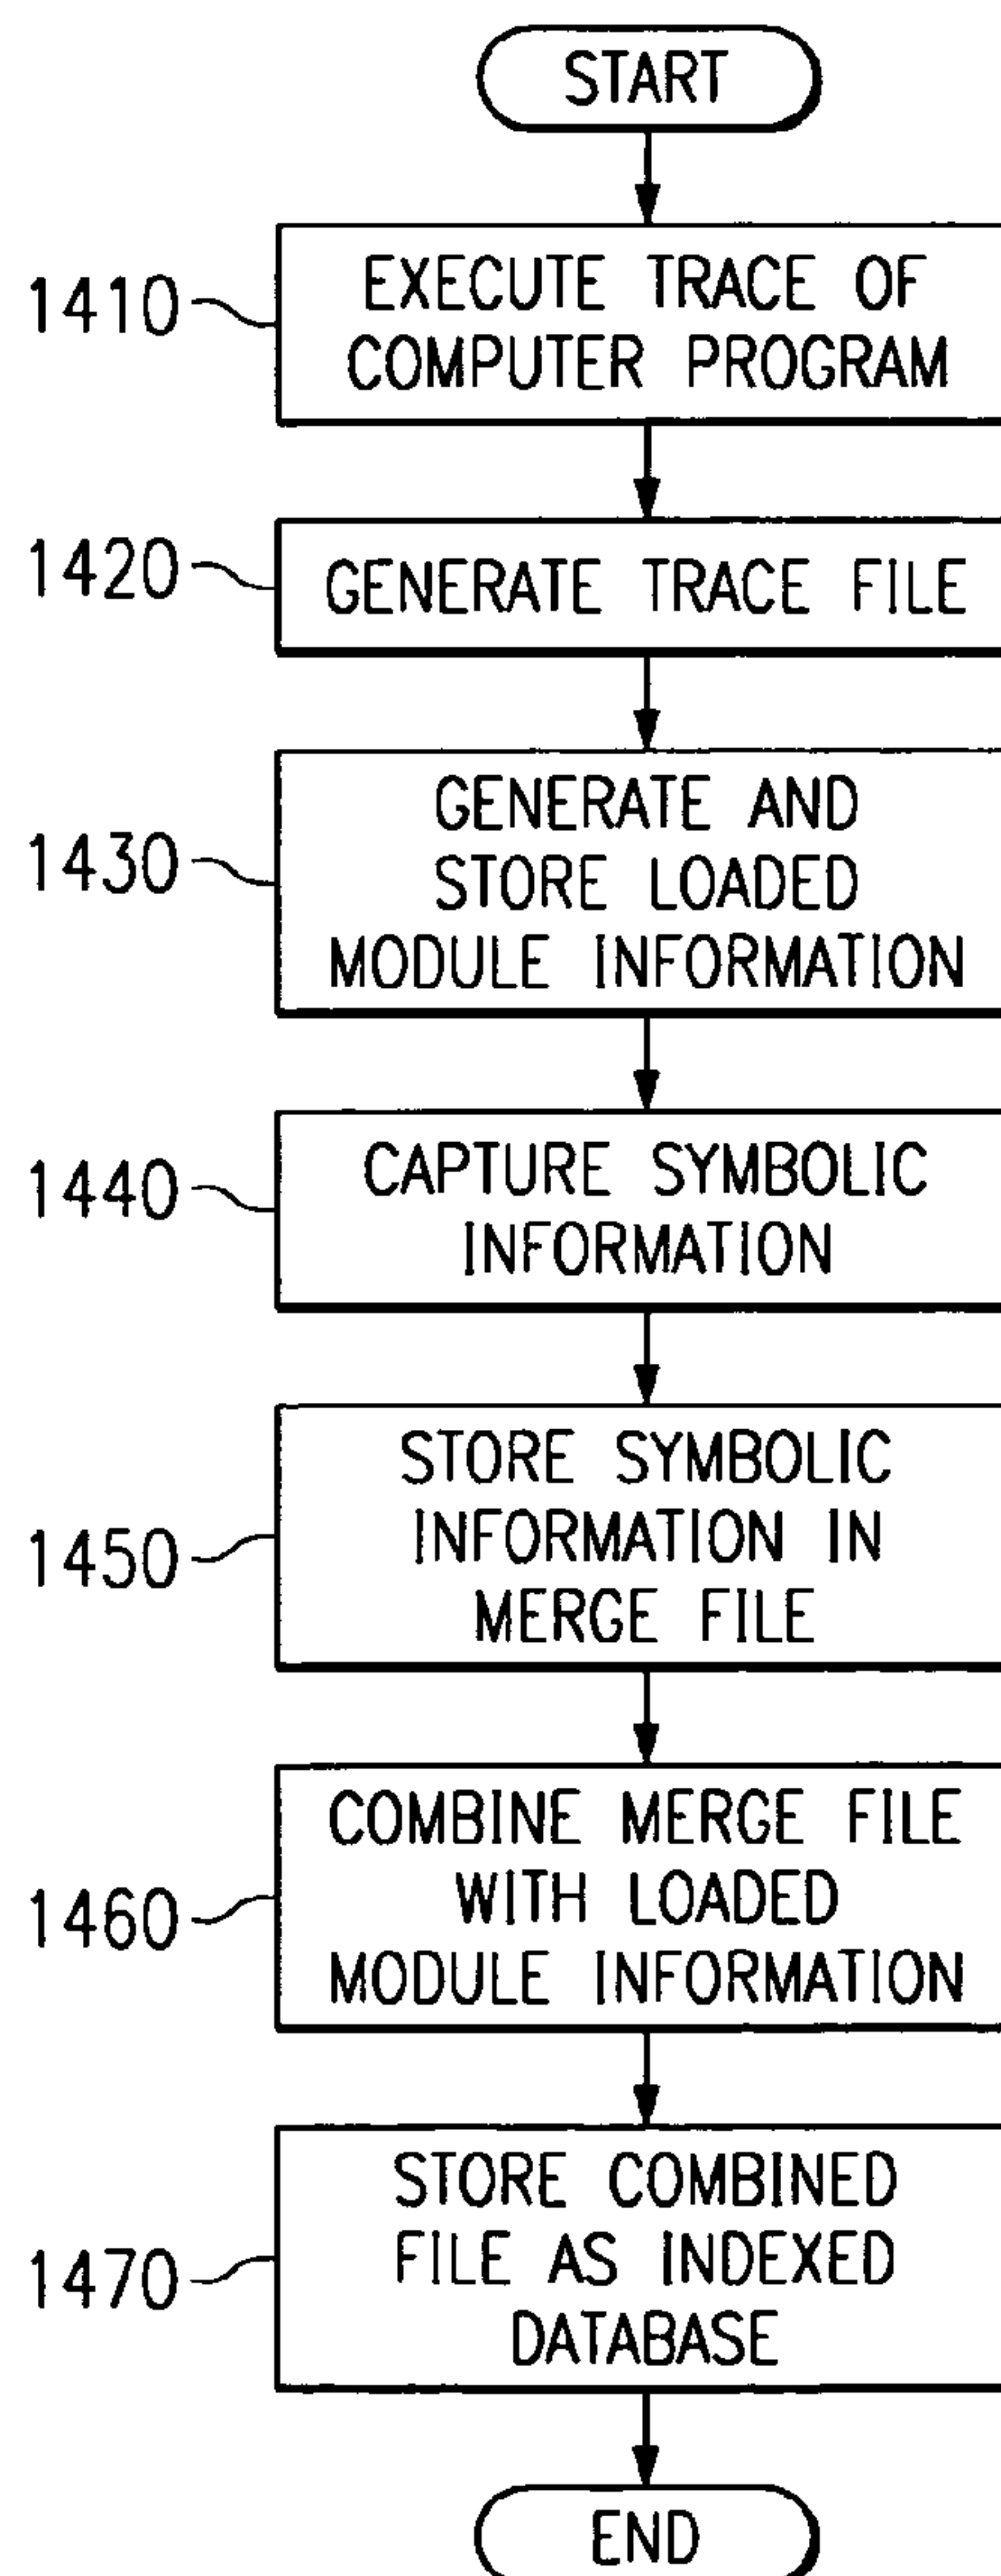 START
1410
EXECUTE TRACE OF
COMPUTER PROGRAM
1420
GENERATE TRACE FILE
1430
GENERATE AND
STORE LOADED
MODULE INFORMATION
1440
CAPTURE SYMBOLIC
INFORMATION
1450
STORE SYMBOLIC
INFORMATION IN
MERGE FILE
1460
COMBINE MERGE FILE
WITH LOADED
MODULE INFORMATION
1470
STORE COMBINED
FILE AS INDEXED
DATABASE
END